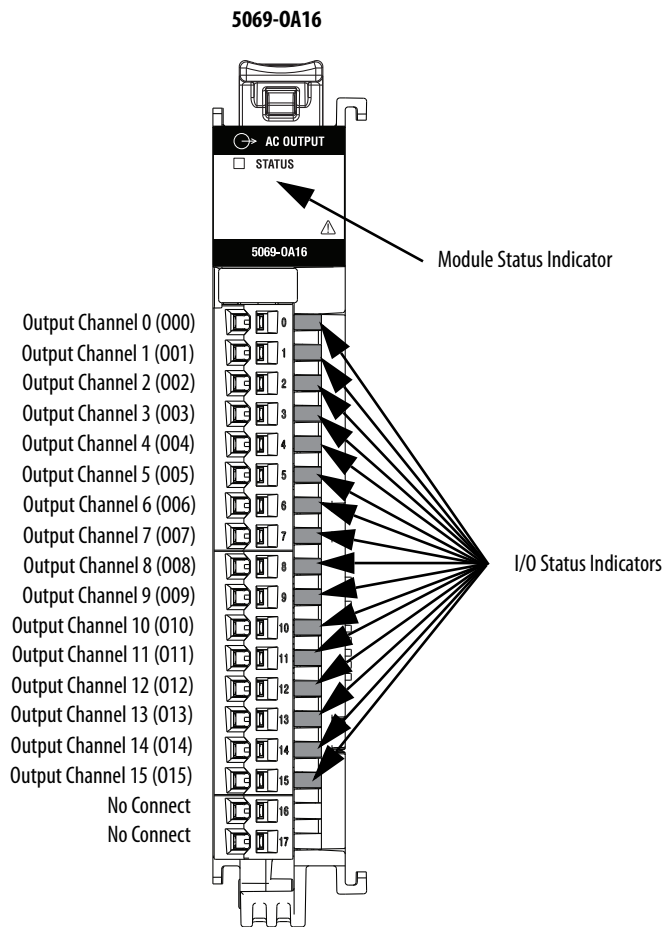 5069-OA16
AC OUTPUT
STATUS
5069-OA16
Module Status Indicator
Output Channel 0 (O00) 0
Output Channel 1 (O01) 1
Output Channel 2 (O02) 2
Output Channel 3 (O03) 3
Output Channel 4 (O04) 4
Output Channel 5 (O05) 5
Output Channel 6 (O06) 6
Output Channel 7 (O07) 7
Output Channel 8 (O08) 8
I/O Status Indicators
Output Channel 9 (O09) 9
Output Channel 10 (O10) 10
Output Channel 11 (O11) 11
Output Channel 12 (O12) 12
Output Channel 13 (O13) 13
Output Channel 14 (O14) 14
Output Channel 15 (O15) 15
No Connect 16
No Connect 17